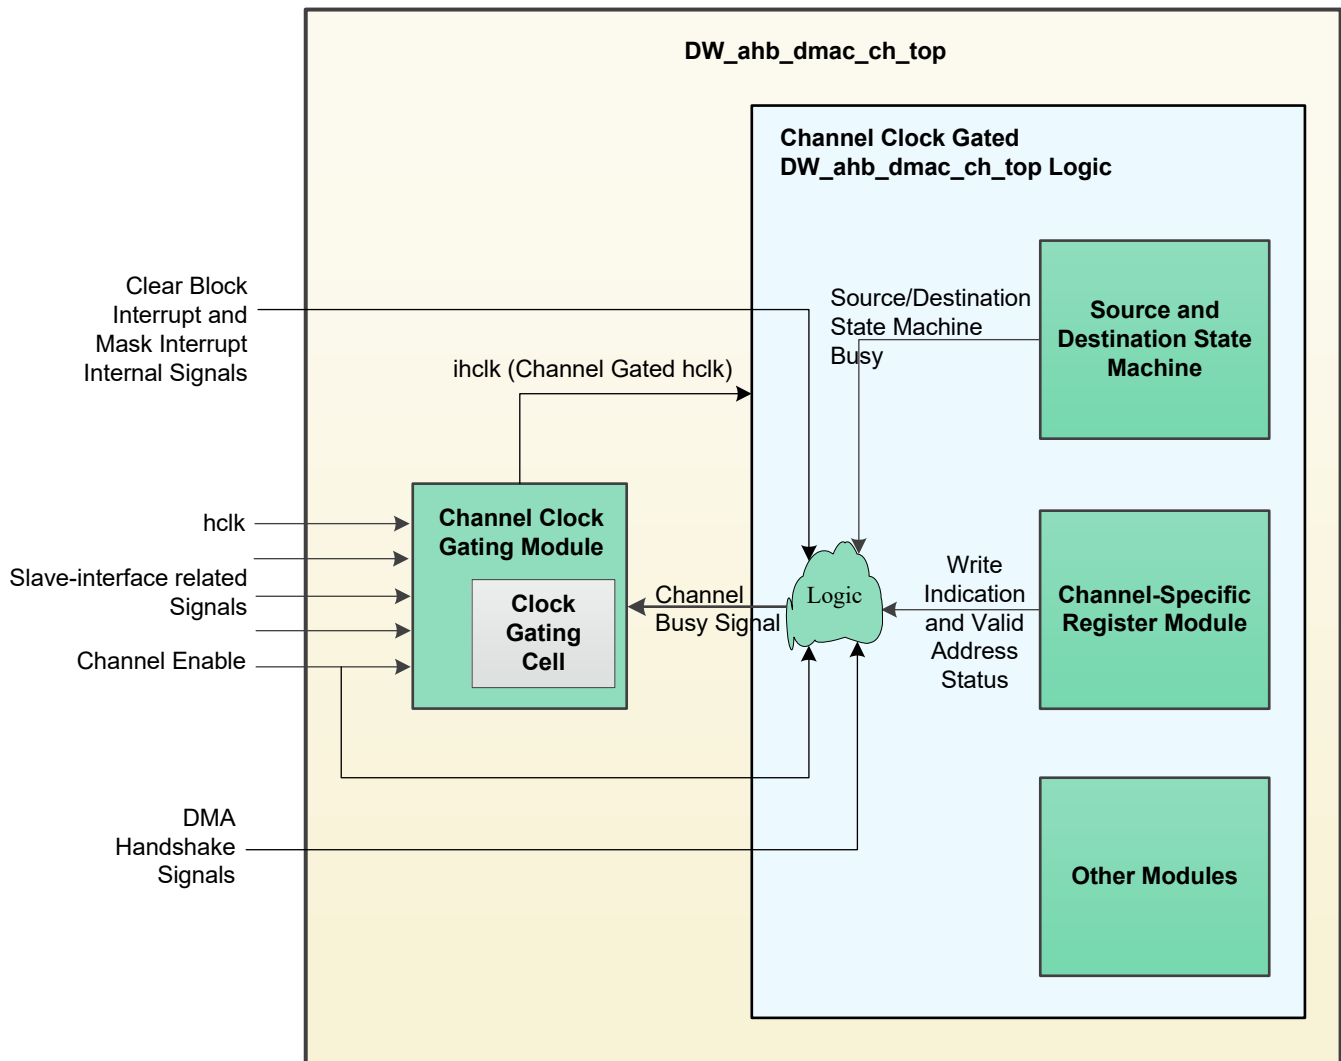 DW_ahb_dmac_ch_top
Channel Clock Gated
DW_ahb_dmac_ch_top Logic
Clear Block
Interrupt and
Mask Interrupt
Internal Signals
Source/Destination
State Machine
Busy
Source and
Destination State
Machine
ihclk (Channel Gated hclk)
hclk
Slave-interface related
Signals
Channel Enable
Channel Clock
Gating Module
Clock
Gating
Cell
Channel
Busy Signal
Logic
Write
Indication
and Valid
Address
Status
Channel-Specific
Register Module
DMA
Handshake
Signals
Other Modules